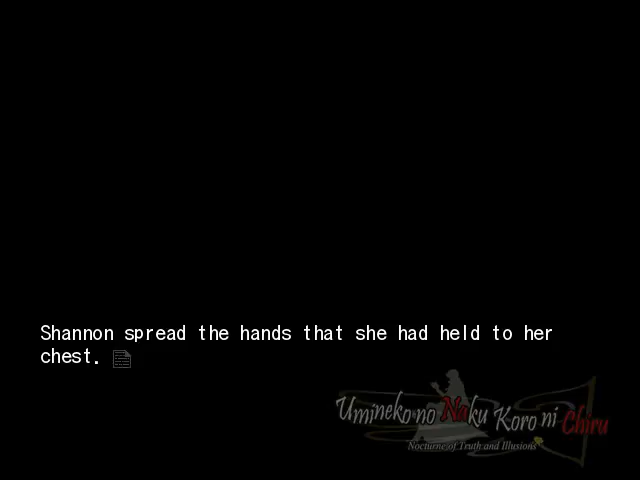 Shannon spread the hands that she had held to her
chest.
Umineko no Naku Koro ni Chiru
Nocturne of Truth and Illusions